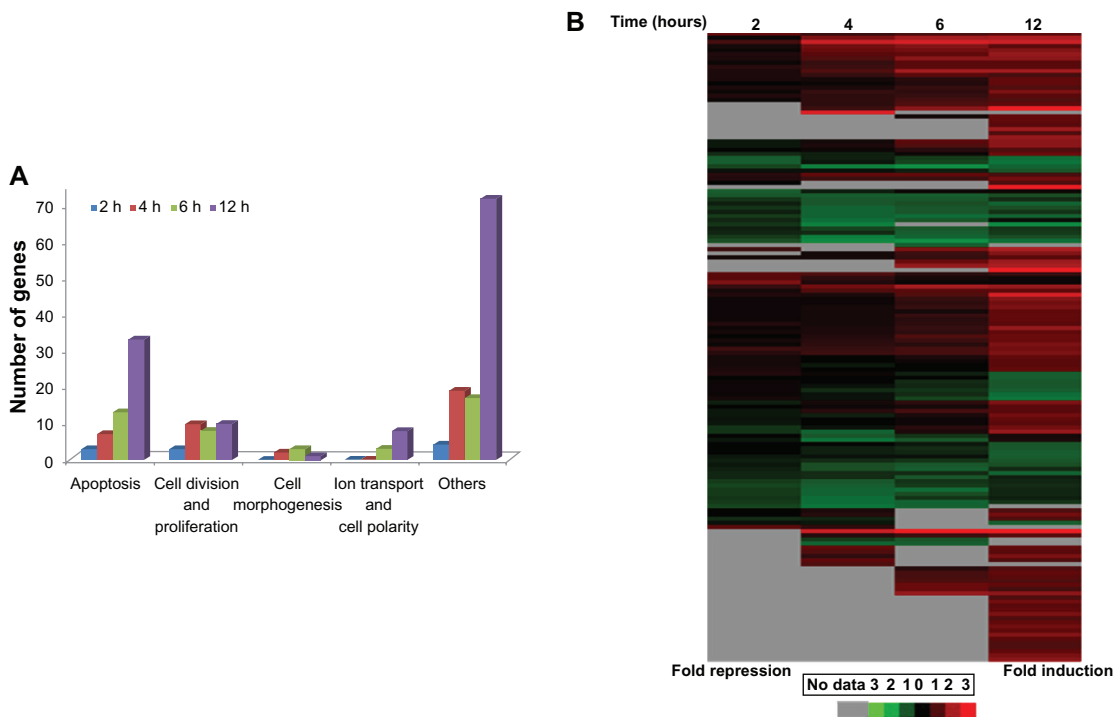 A
Number of genes
2 h 4 h 6 h 12 h
70
60
50
40
30
20
10
0
Apoptosis
Cell division
and
proliferation
Cell
morphogenesis
Ion transport
and
cell polarity
Others
B
Time (hours) 2 4 6 12
Fold repression
Fold induction
No data 3 2 1 0 1 2 3